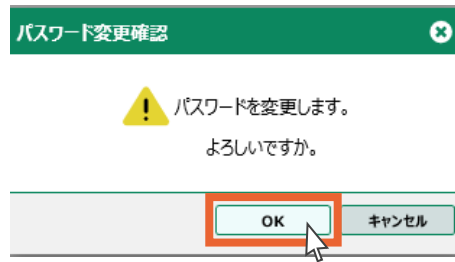 パスワード変更確認
パスワードを変更します。
よろしいですか。
OK キャンセル